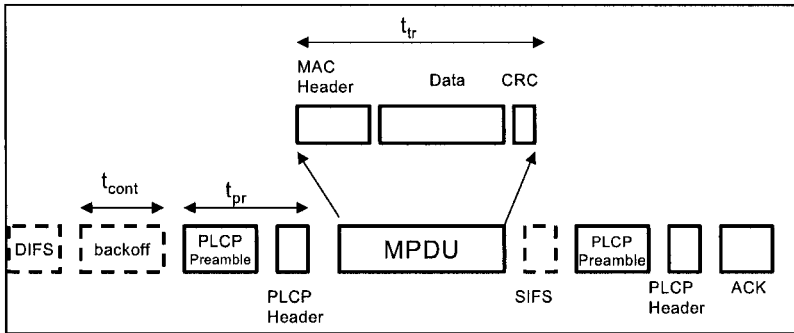 t_tr
MAC
Header
Data
CRC
t_cont
t_pr
DIFS
backoff
PLCP
Preamble
PLCP
Header
MPDU
SIFS
PLCP
Preamble
PLCP
Header
ACK